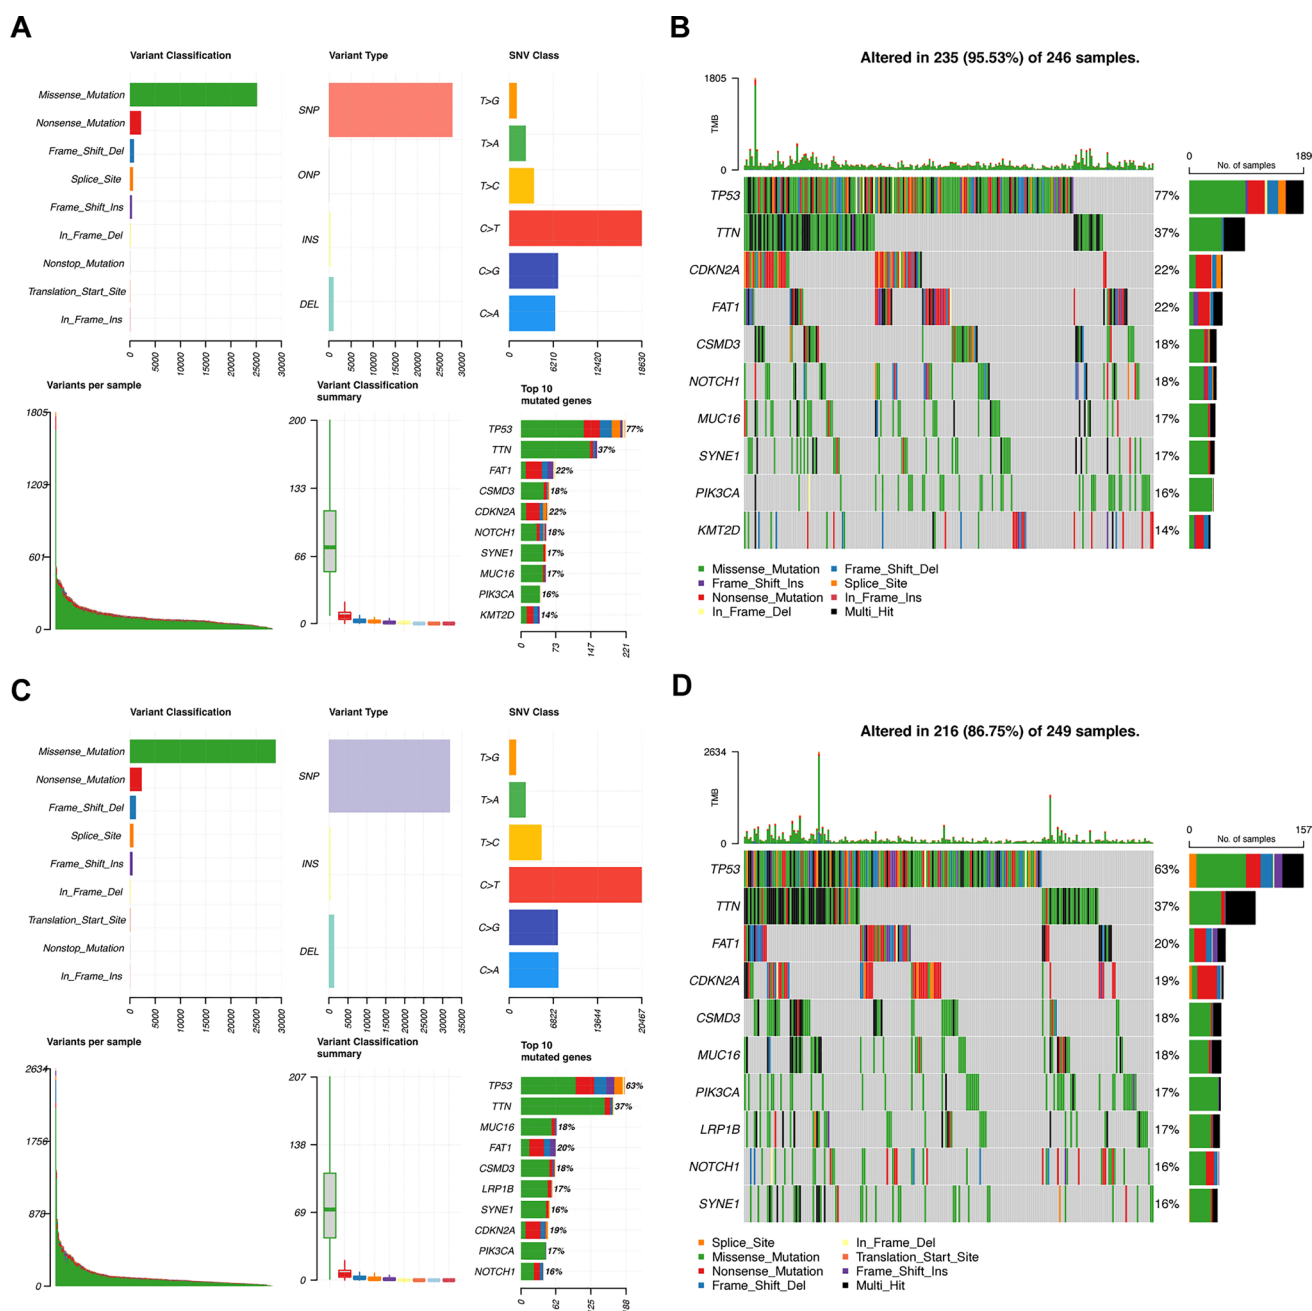 A
Variant Classification
Missense_Mutation
Nonsense_Mutation
Frame_Shift_Del
Splice_Site
Frame_Shift_Ins
In_Frame_Del
Nonstop_Mutation
Translation_Start_Site
In_Frame_Ins
0 5000 10000 15000 20000 25000 30000
Variant Type
SNP
ONP
INS
DEL
0 5000 10000 15000 20000 25000 30000
SNV Class
T>G
T>A
T>C
C>T
C>G
C>A
0 6210 12420 18630
Variants per sample
1805
1203
601
0
Variant Classification
summary
200
133
66
0
Top 10
mutated genes
TP53 77%
TTN 37%
FAT1 22%
CSMD3 18%
CDKN2A 22%
NOTCH1 18%
SYNE1 17%
MUC16 17%
PIK3CA 16%
KMT2D 14%
0 73 147 221
B
Altered in 235 (95.53%) of 246 samples.
1805
TMB
0
0 189
No. of samples
TP53 77%
TTN 37%
CDKN2A 22%
FAT1 22%
CSMD3 18%
NOTCH1 18%
MUC16 17%
SYNE1 17%
PIK3CA 16%
KMT2D 14%
Missense_Mutation Frame_Shift_Del
Frame_Shift_Ins Splice_Site
Nonsense_Mutation In_Frame_Ins
In_Frame_Del Multi_Hit
C
Variant Classification
Missense_Mutation
Nonsense_Mutation
Frame_Shift_Del
Splice_Site
Frame_Shift_Ins
In_Frame_Del
Translation_Start_Site
Nonstop_Mutation
In_Frame_Ins
0 5000 10000 15000 20000 25000 30000
Variant Type
SNP
INS
DEL
0 5000 10000 15000 20000 25000 30000 35000
SNV Class
T>G
T>A
T>C
C>T
C>G
C>A
0 6822 13644 20467
Variants per sample
2634
1756
878
0
Variant Classification
summary
207
138
69
0
Top 10
mutated genes
TP53 63%
TTN 37%
MUC16 18%
FAT1 20%
CSMD3 18%
LRP1B 17%
SYNE1 16%
CDKN2A 19%
PIK3CA 17%
NOTCH1 16%
0 62 125 188
D
Altered in 216 (86.75%) of 249 samples.
2634
TMB
0
0 157
No. of samples
TP53 63%
TTN 37%
FAT1 20%
CDKN2A 19%
CSMD3 18%
MUC16 18%
PIK3CA 17%
LRP1B 17%
NOTCH1 16%
SYNE1 16%
Splice_Site In_Frame_Del
Missense_Mutation Translation_Start_Site
Nonsense_Mutation Frame_Shift_Ins
Frame_Shift_Del Multi_Hit